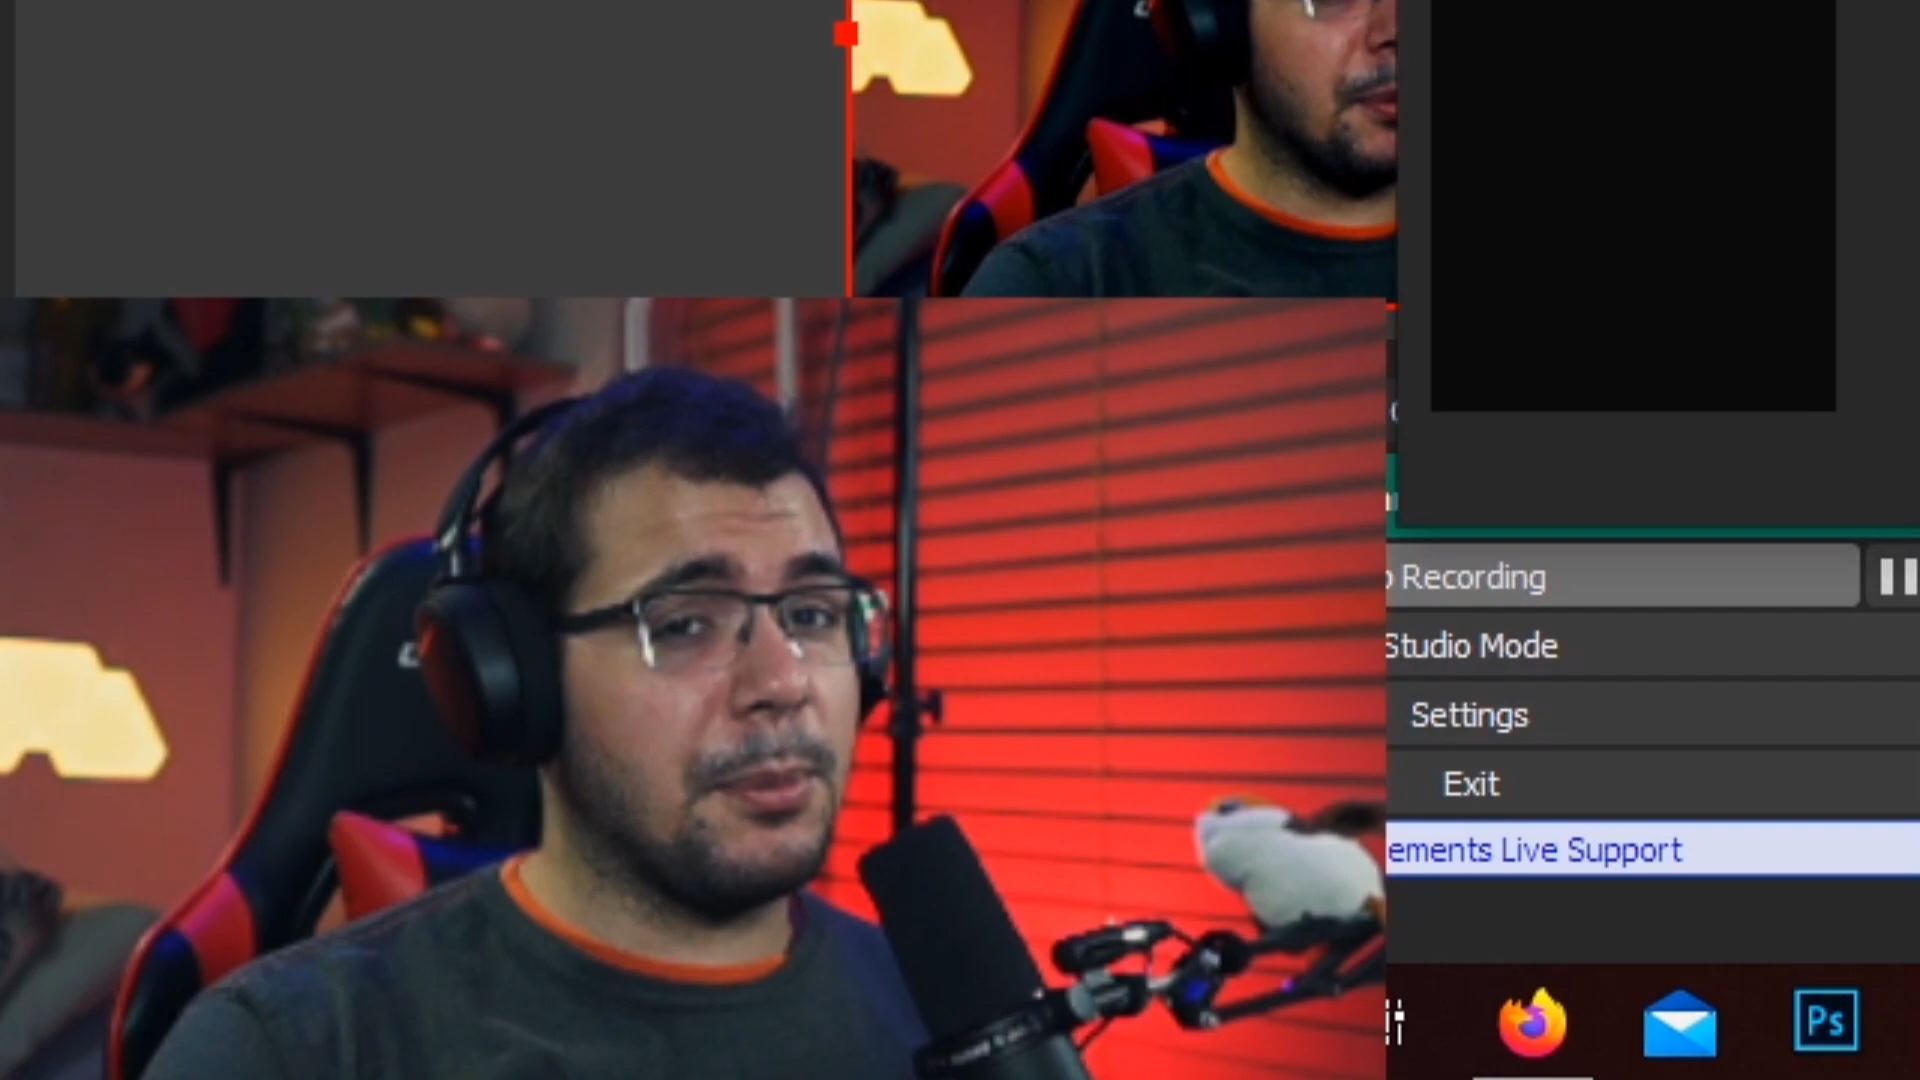 Recording
Studio Mode
Settings
Exit
ements Live Support
Ps